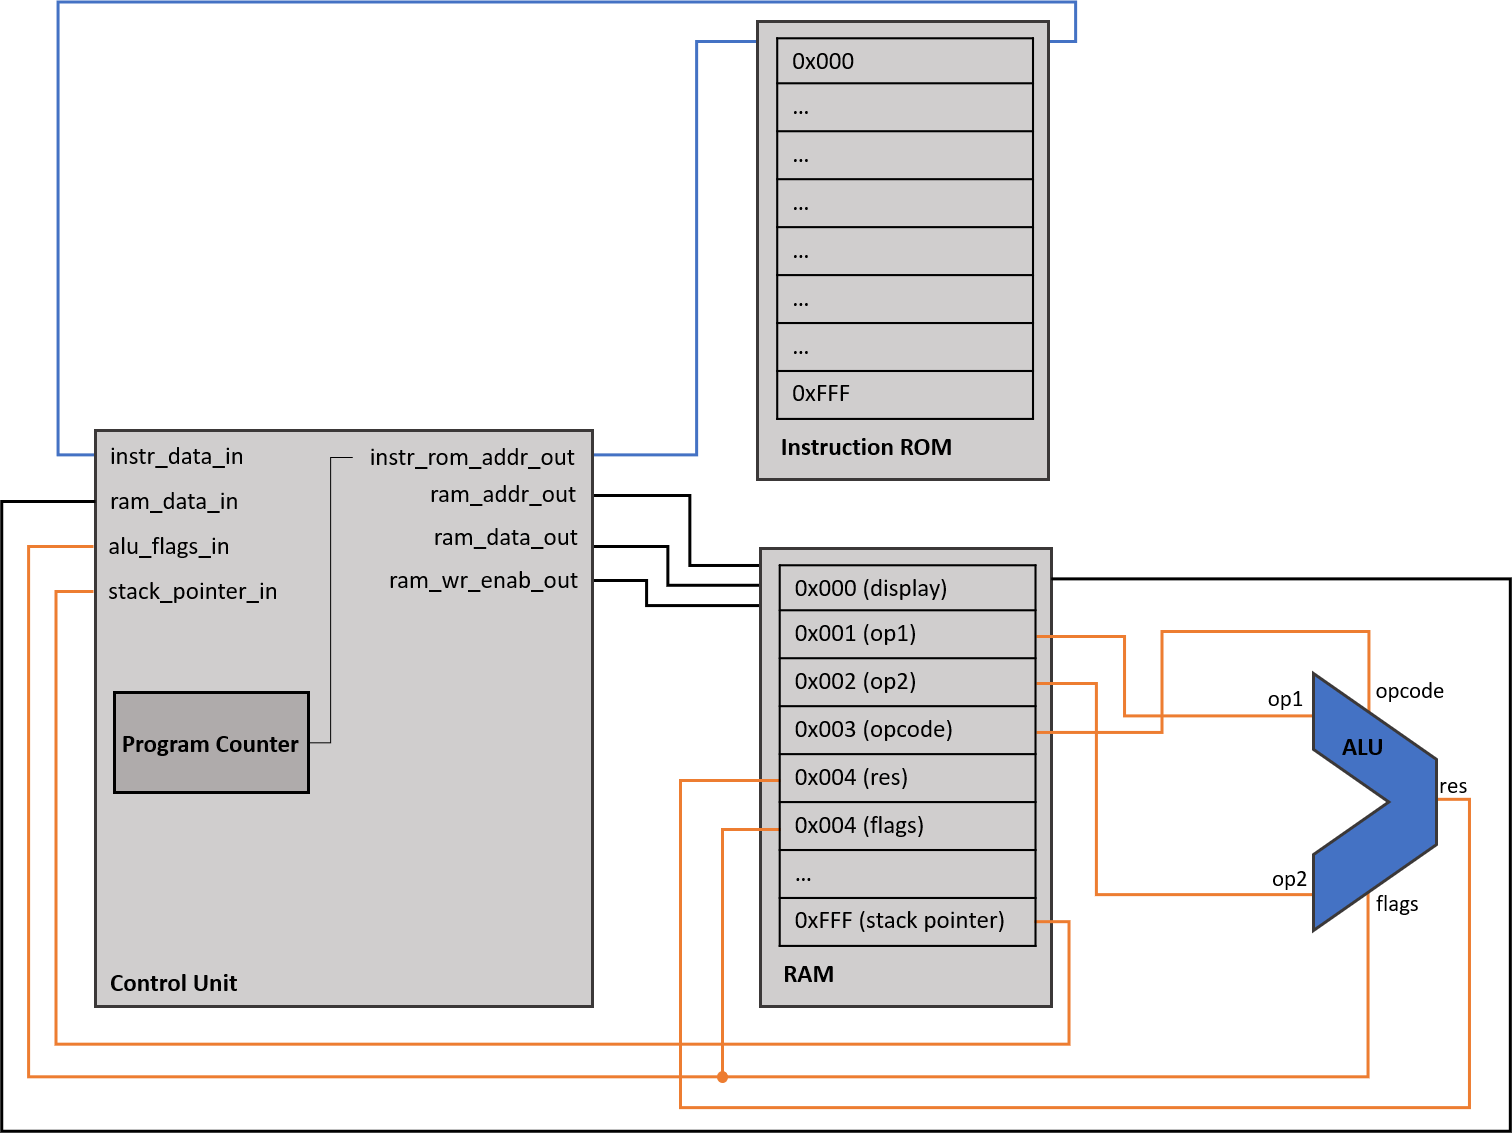 0x000
...
...
...
...
...
...
0xFFF
Instruction ROM
instr_data_in
ram_data_in
alu_flags_in
stack_pointer_in
instr_rom_addr_out
ram_addr_out
ram_data_out
ram_wr_enab_out
Program Counter
Control Unit
0x000 (display)
0x001 (op1)
0x002 (op2)
0x003 (opcode)
0x004 (res)
0x004 (flags)
...
0xFFF (stack pointer)
RAM
op1
opcode
ALU
res
op2
flags